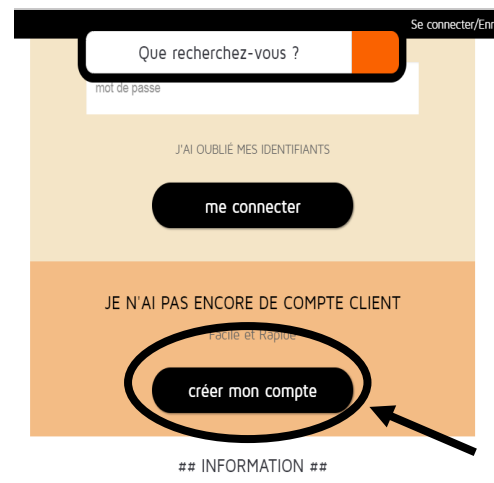 Se connecter/Enr
Que recherchez-vous ?
mot de passe
J'AI OUBLIÉ MES IDENTIFIANTS
me connecter
JE N'AI PAS ENCORE DE COMPTE CLIENT
Facile et Rapide
créer mon compte
## INFORMATION ##